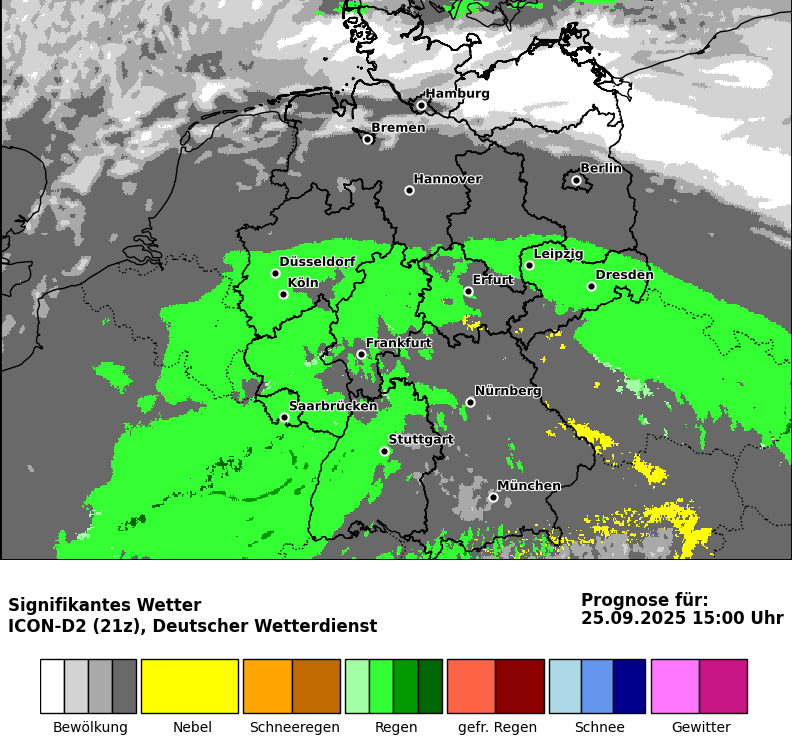 Hamburg
Bremen
Berlin
Hannover
Leipzig
Düsseldorf
Dresden
Erfurt
Köln
Frankfurt
Nürnberg
Saarbrücken
Stuttgart
München
Signifikantes Wetter
ICON-D2 (21z), Deutscher Wetterdienst
Prognose für:
25.09.2025 15:00 Uhr
Bewölkung Nebel Schneeregen Regen gefr. Regen Schnee Gewitter